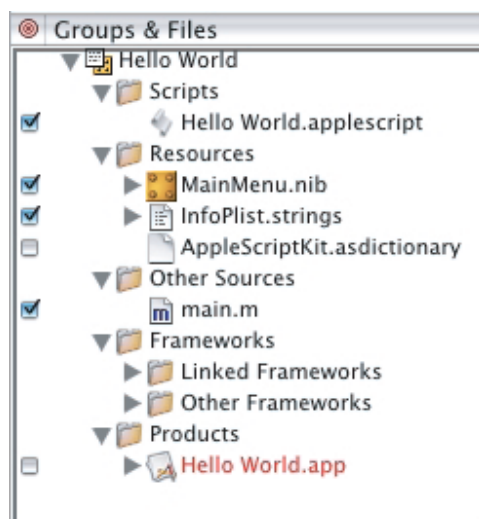 Groups & Files
Hello World
Scripts
Hello World.applescript
Resources
MainMenu.nib
InfoPlist.strings
AppleScriptKit.asdictionary
Other Sources
main.m
Frameworks
Linked Frameworks
Other Frameworks
Products
Hello World.app